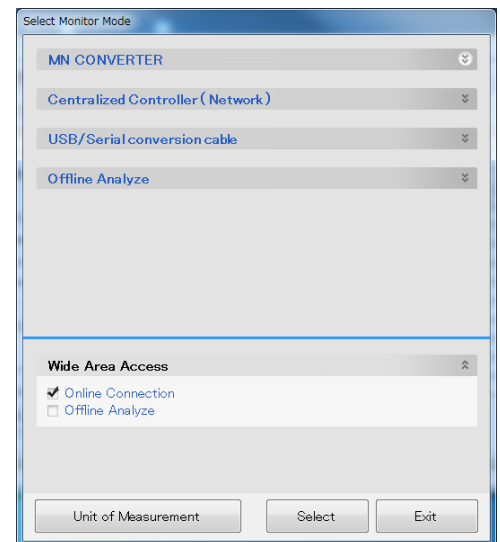 Select Monitor Mode
MN CONVERTER
Centralized Controller(Network)
USB/Serial conversion cable
Offline Analyze
Wide Area Access
Online Connection
Offline Analyze
Unit of Measurement Select Exit